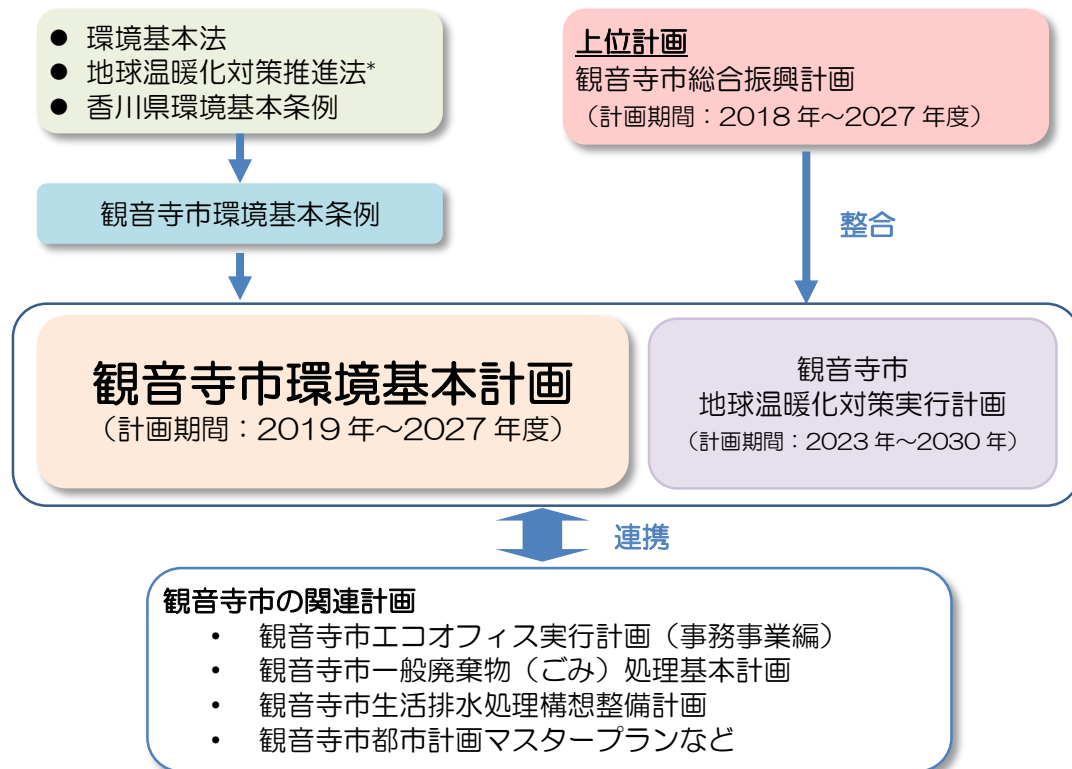 ● 環境基本法
● 地球温暖化対策推進法*
● 香川県環境基本条例
上位計画
観音寺市総合振興計画
（計画期間：2018 年～2027 年度）
観音寺市環境基本条例
整合
観音寺市環境基本計画
（計画期間：2019 年～2027 年度）
観音寺市
地球温暖化対策実行計画
（計画期間：2023 年～2030 年）
連携
観音寺市の関連計画
• 観音寺市エコオフィス実行計画（事務事業編）
• 観音寺市一般廃棄物（ごみ）処理基本計画
• 観音寺市生活排水処理構想整備計画
• 観音寺市都市計画マスタープランなど